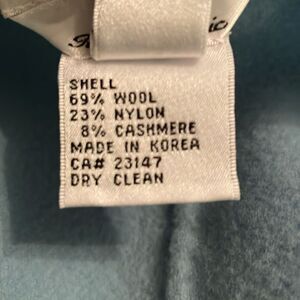 SHELL
69% WOOL
23% NYLON
8% CASHMERE
MADE IN KOREA
CA# 23147
DRY CLEAN